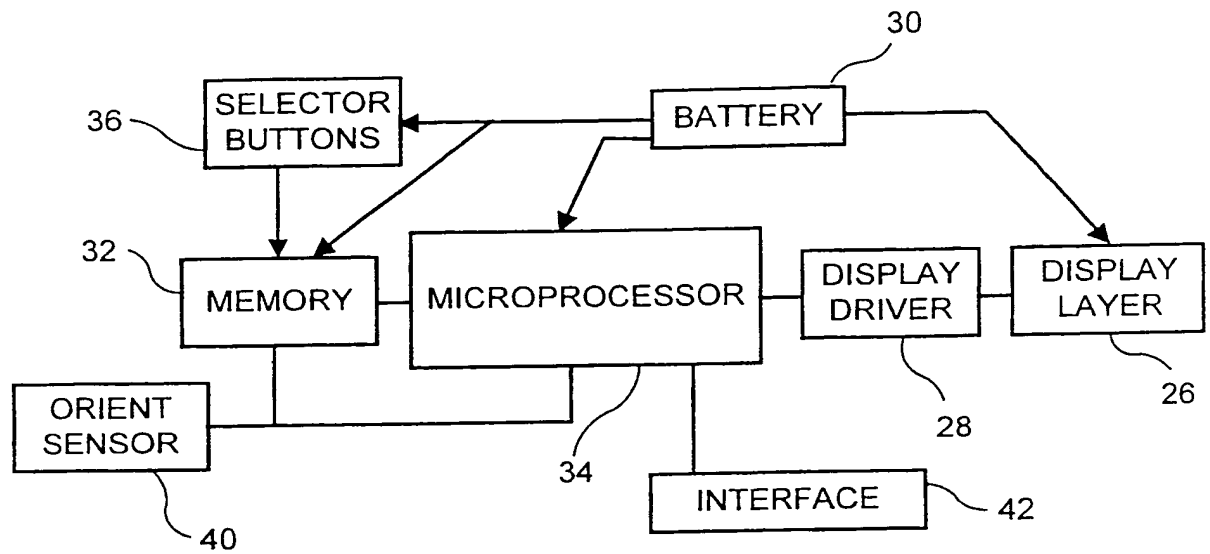 30
SELECTOR
BUTTONS
36
BATTERY
32
MEMORY
MICROPROCESSOR
DISPLAY
DRIVER
DISPLAY
LAYER
ORIENT
SENSOR
28
26
34
INTERFACE
42
40